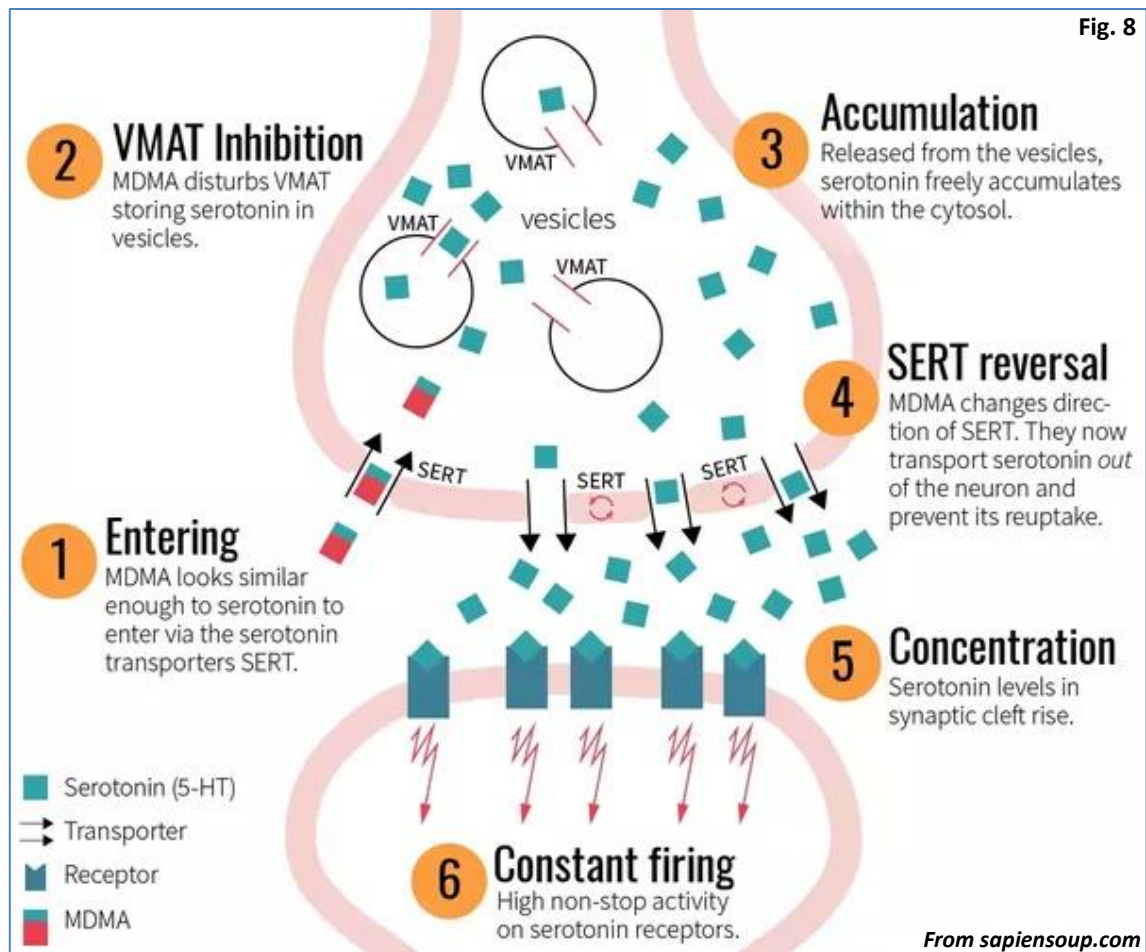 Fig. 8
2
VMAT Inhibition
MDMA disturbs VMAT
storing serotonin in
vesicles.
3
Accumulation
Released from the vesicles,
serotonin freely accumulates
within the cytosol.
VMAT
VMAT
vesicles
VMAT
4
SERT reversal
MDMA changes direc-
tion of SERT. They now
transport serotonin out
of the neuron and
prevent its reuptake.
SERT
SERT
SERT
1
Entering
MDMA looks similar
enough to serotonin to
enter via the serotonin
transporters SERT.
5
Concentration
Serotonin levels in
synaptic cleft rise.
Serotonin (5-HT)
Transporter
Receptor
MDMA
6
Constant firing
High non-stop activity
on serotonin receptors.
From sapiensoup.com